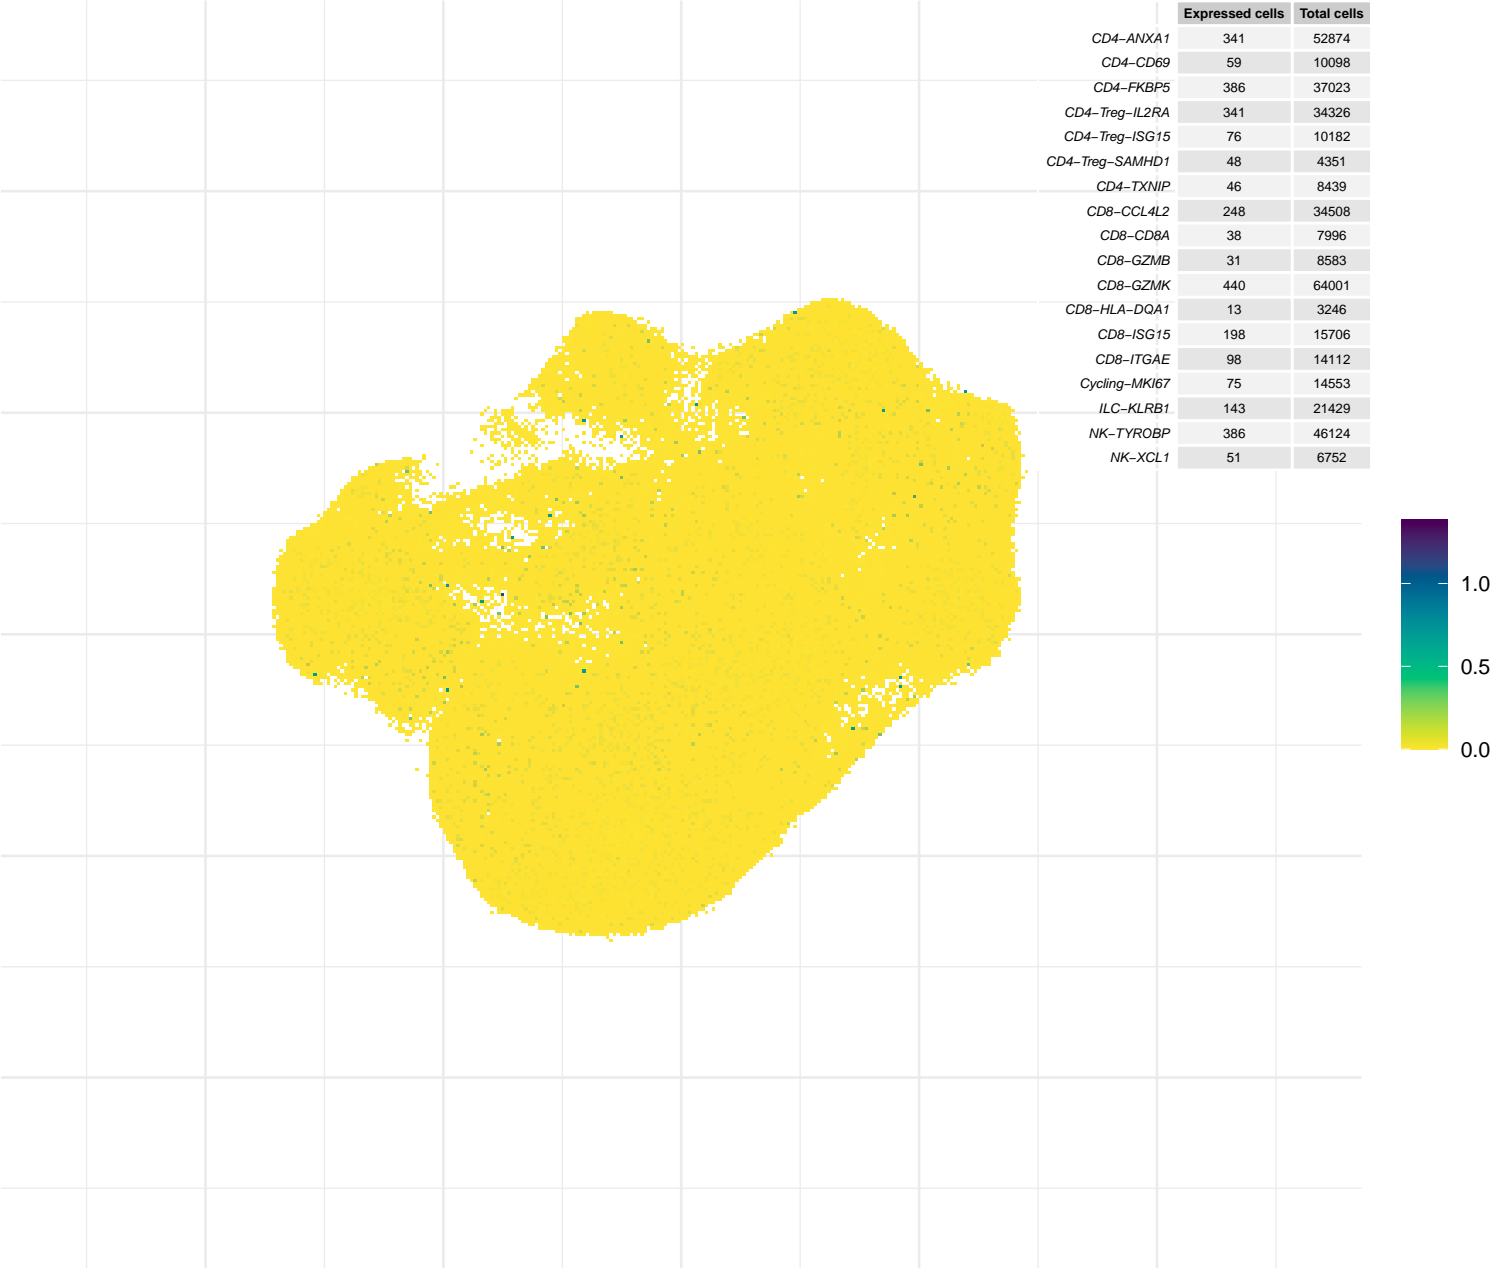 Expressed cells Total cells
CD4−ANXA1 341 52874
CD4−CD69 59 10098
CD4−FKBP5 386 37023
CD4−Treg−IL2RA 341 34326
CD4−Treg−ISG15 76 10182
CD4−Treg−SAMHD1 48 4351
CD4−TXNIP 46 8439
CD8−CCL4L2 248 34508
CD8−CD8A 38 7996
CD8−GZMB 31 8583
CD8−GZMK 440 64001
CD8−HLA−DQA1 13 3246
CD8−ISG15 198 15706
CD8−ITGAE 98 14112
Cycling−MKI67 75 14553
ILC−KLRB1 143 21429
NK−TYROBP 386 46124
NK−XCL1 51 6752
1.0
0.5
0.0